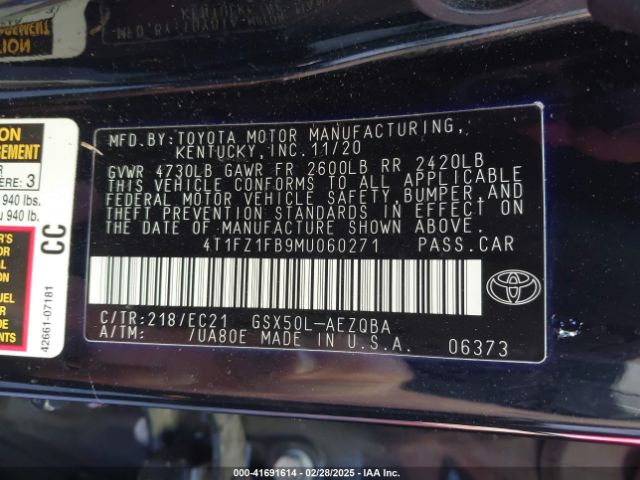 MFD.BY: TOYOTA MOTOR MANUFACTURING,
KENTUCKY, INC. 11/20
GVWR 4730LB GAWR FR 2600LB RR 2420LB
THIS VEHICLE CONFORMS TO ALL APPLICABLE
FEDERAL MOTOR VEHICLE SAFETY, BUMPER, AND
THEFT PREVENTION STANDARDS IN EFFECT ON
THE DATE OF MANUFACTURE SHOWN ABOVE.
4T1FZ1FB9MU060271 PASS.CAR
C/TR:218/EC21 GSX50L-AEZQBA
A/TM: /UA80E MADE IN U.S.A. 06373
ERE: 3
940 lbs.
940 lb.
CC
42661-07181
000-41691614 - 02/28/2025 - IAA Inc.